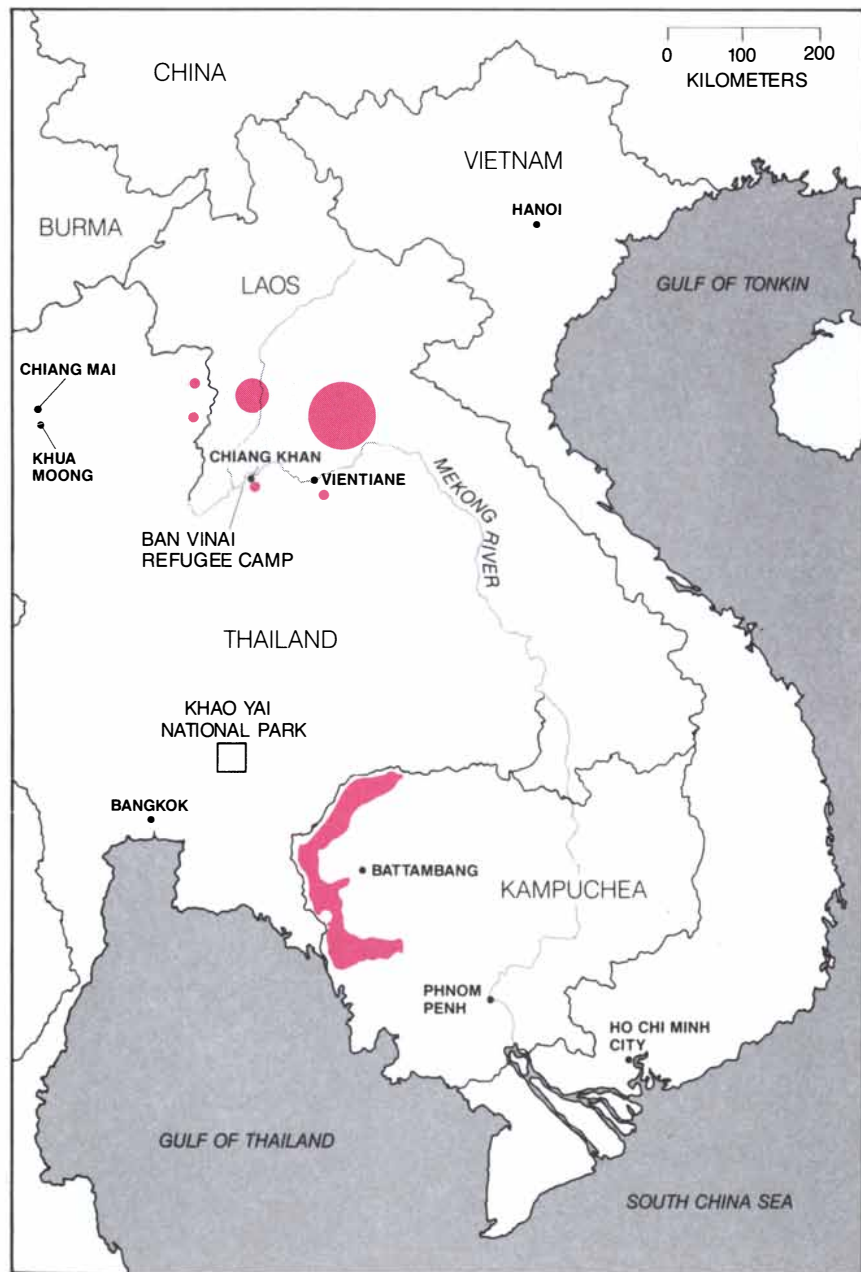 CHINA
0 100 200
KILOMETERS
VIETNAM
HANOI
BURMA
LAOS
GULF OF TONKIN
CHIANG MAI
KHUA
MOONG
CHIANG KHAN
VIENTIANE
MEKONG RIVER
BAN VINAI
REFUGEE CAMP
THAILAND
KHAO YAI
NATIONAL PARK
BANGKOK
BATTAMBANG
KAMPUCHEA
PHNOM
PENH
HO CHI MINH
CITY
GULF OF THAILAND
SOUTH CHINA SEA